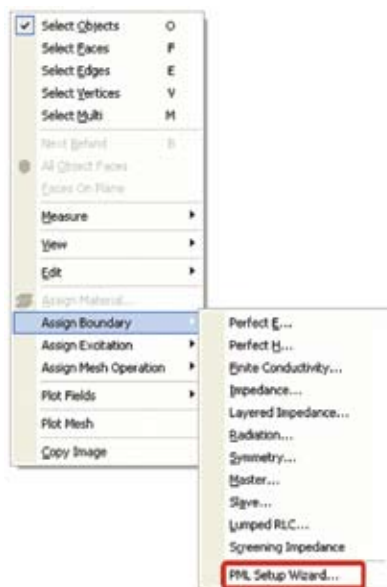 Select Objects O
Select Faces F
Select Edges E
Select Vertices V
Select Multi M
Next Behind B
All Object Faces
Faces On Plane
Measure
View
Edit
Assign Material...
Assign Boundary
Assign Excitation
Assign Mesh Operation
Plot Fields
Plot Mesh
Copy Image
Perfect E...
Perfect H...
Finite Conductivity...
Impedance...
Layered Impedance...
Radiation...
Symmetry...
Master...
Slave...
Lumped RLC...
Screening Impedance
PML Setup Wizard...